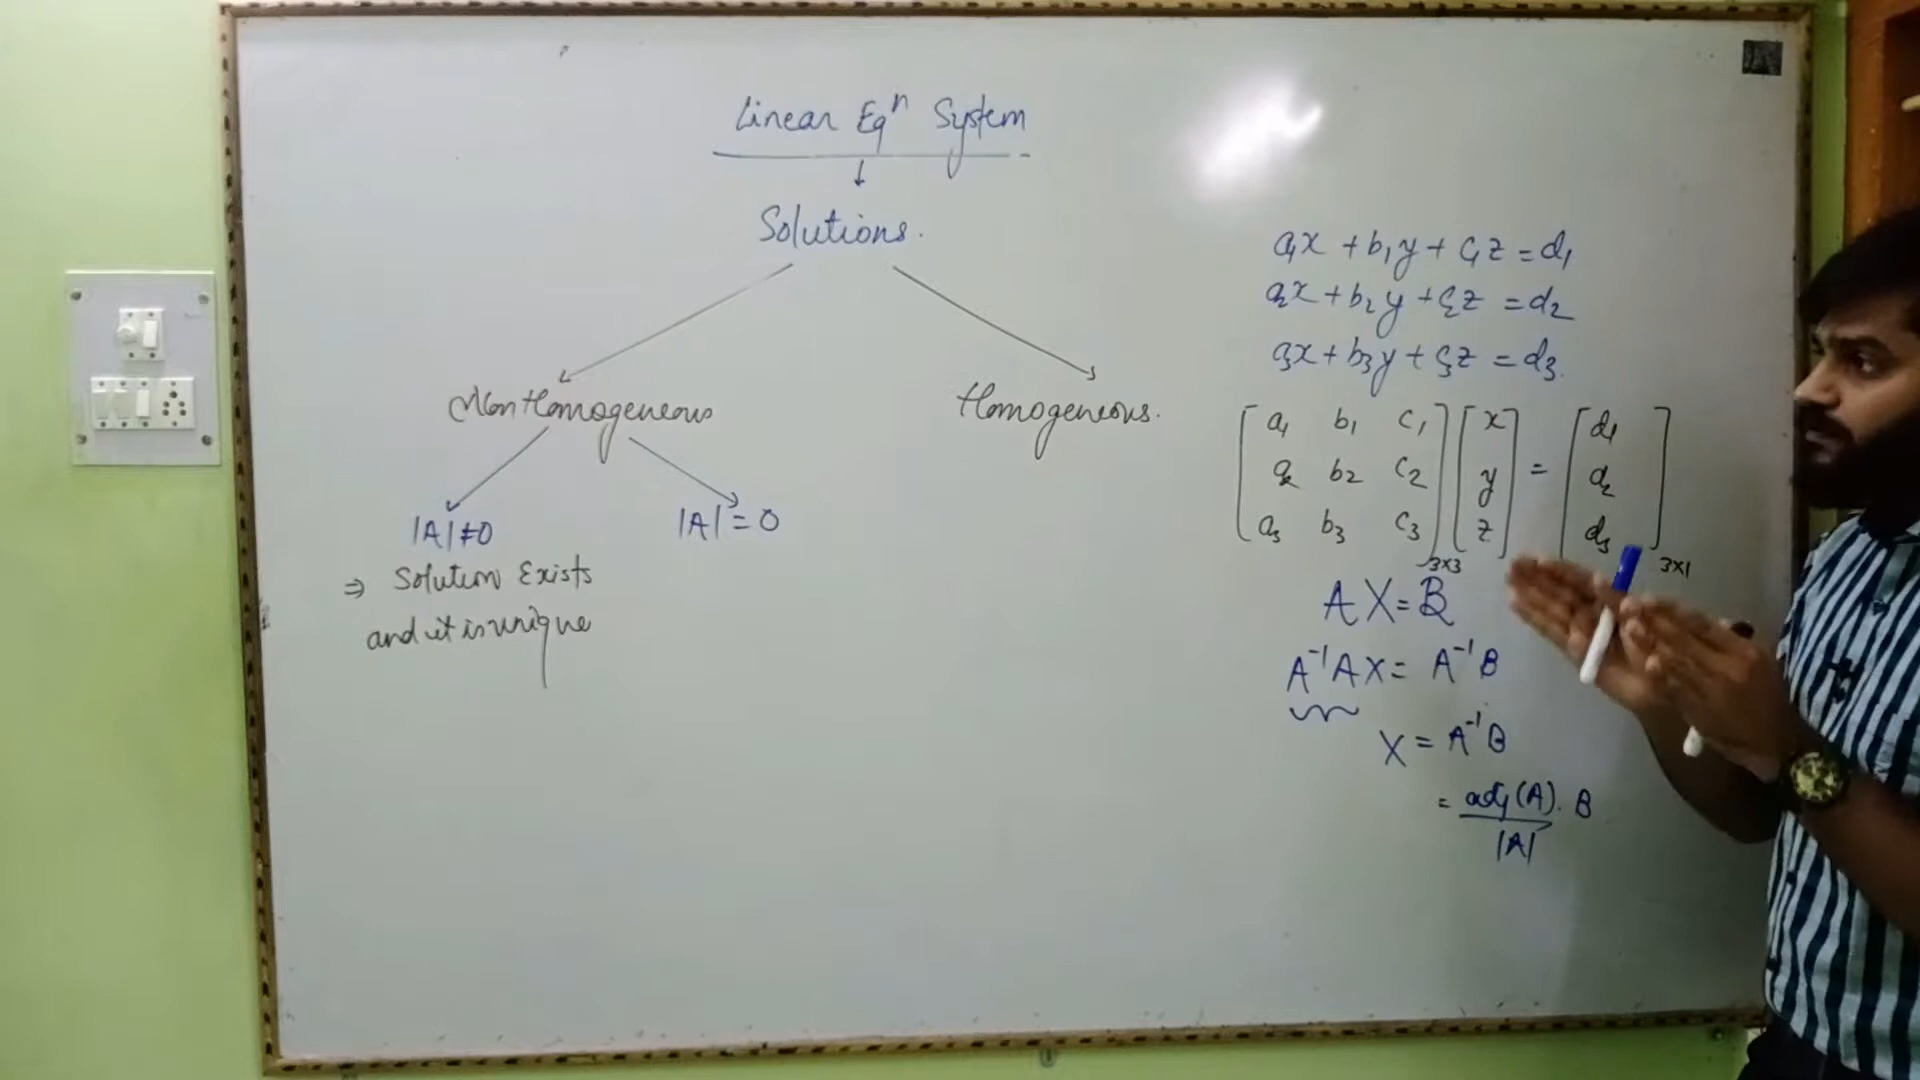 Linear Eqⁿ System
↓
Solutions.
Non Homogeneous
Homogeneous.
|A| ≠ 0
|A| = 0
⇒ Solution Exists
and it is unique
a₁x + b₁y + c₁z = d₁
a₂x + b₂y + c₂z = d₂
a₃x + b₃y + c₃z = d₃.
[a₁ b₁ c₁] [x] = [d₁]
[a₂ b₂ c₂] [y] = [d₂]
[a₃ b₃ c₃]3×3 [z] = [d₃]3×1
AX = B
A⁻¹AX = A⁻¹B
X = A⁻¹B
= adj(A). B
|A|